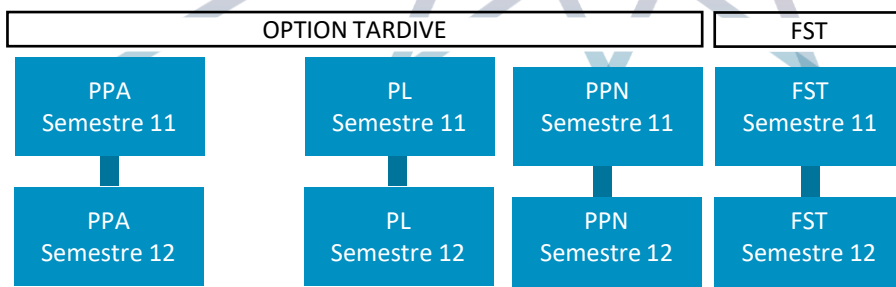 OPTION TARDIVE
FST
PPA
Semestre 11
PL
Semestre 11
PPN
Semestre 11
FST
Semestre 11
PPA
Semestre 12
PL
Semestre 12
PPN
Semestre 12
FST
Semestre 12